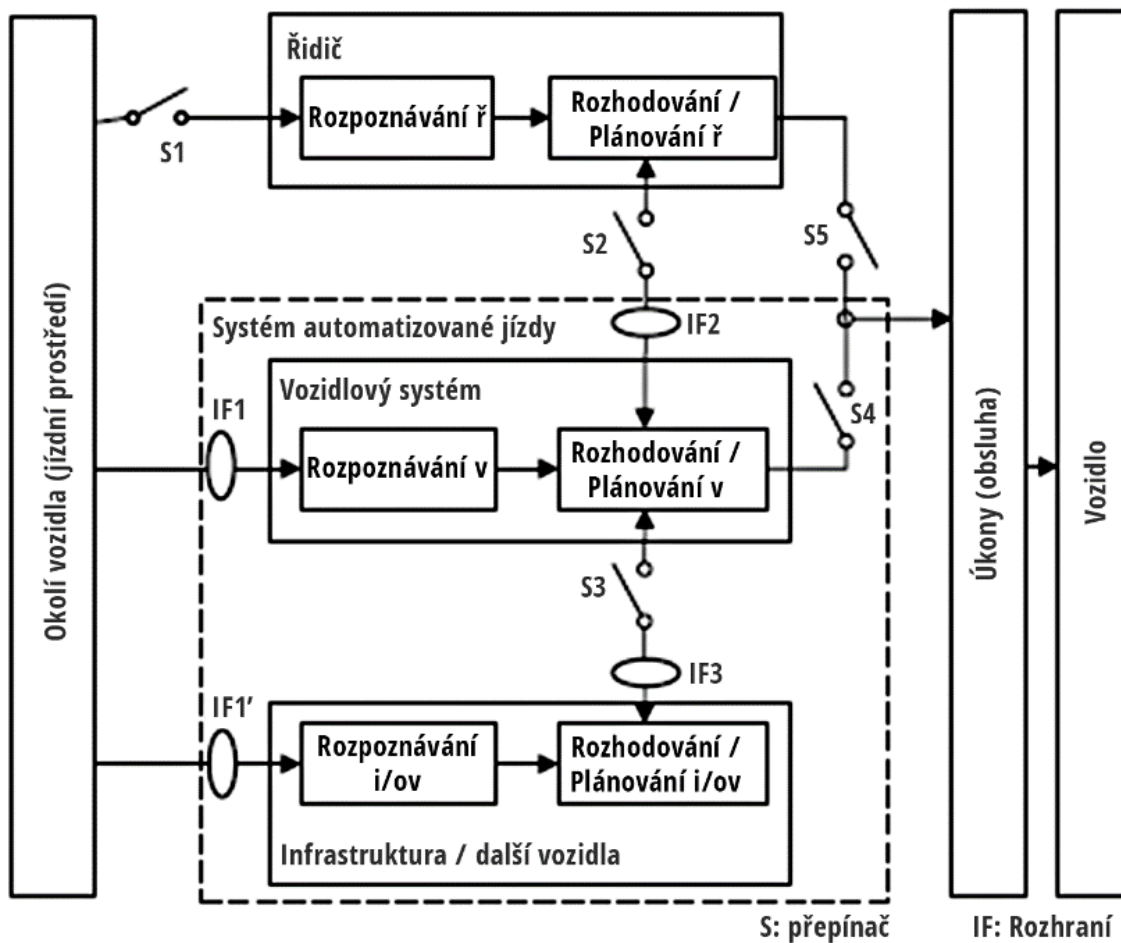 Řidič
Rozpoznávání ř
Rozhodování /
Plánování ř
S1
S2
S5
Okolí vozidla (jízdní prostředí)
Systém automatizované jízdy
IF2
Vozidlový systém
IF1
S4
Rozpoznávání v
Rozhodování /
Plánování v
Úkony (obsluha)
Vozidlo
S3
IF3
IF1’
Rozpoznávání
i/ov
Rozhodování /
Plánování i/ov
Infrastruktura / další vozidla
S: přepínač
IF: Rozhraní